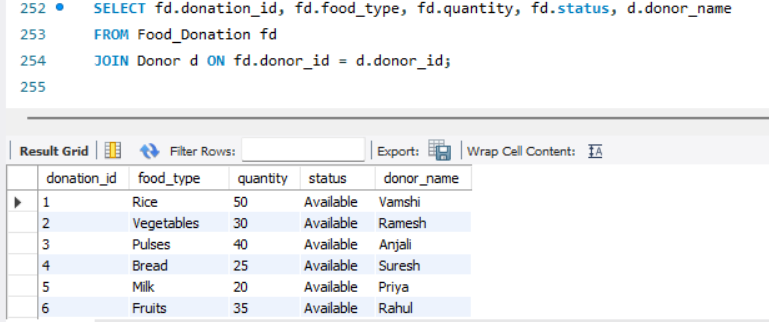 252 SELECT fd.donation_id, fd.food_type, fd.quantity, fd.status, d.donor_name
253 FROM Food_Donation fd
254 JOIN Donor d ON fd.donor_id = d.donor_id;
255
Result Grid Filter Rows: Export: Wrap Cell Content: IA
donation_id food_type quantity status donor_name
1 Rice 50 Available Vamshi
2 Vegetables 30 Available Ramesh
3 Pulses 40 Available Anjali
4 Bread 25 Available Suresh
5 Milk 20 Available Priya
6 Fruits 35 Available Rahul